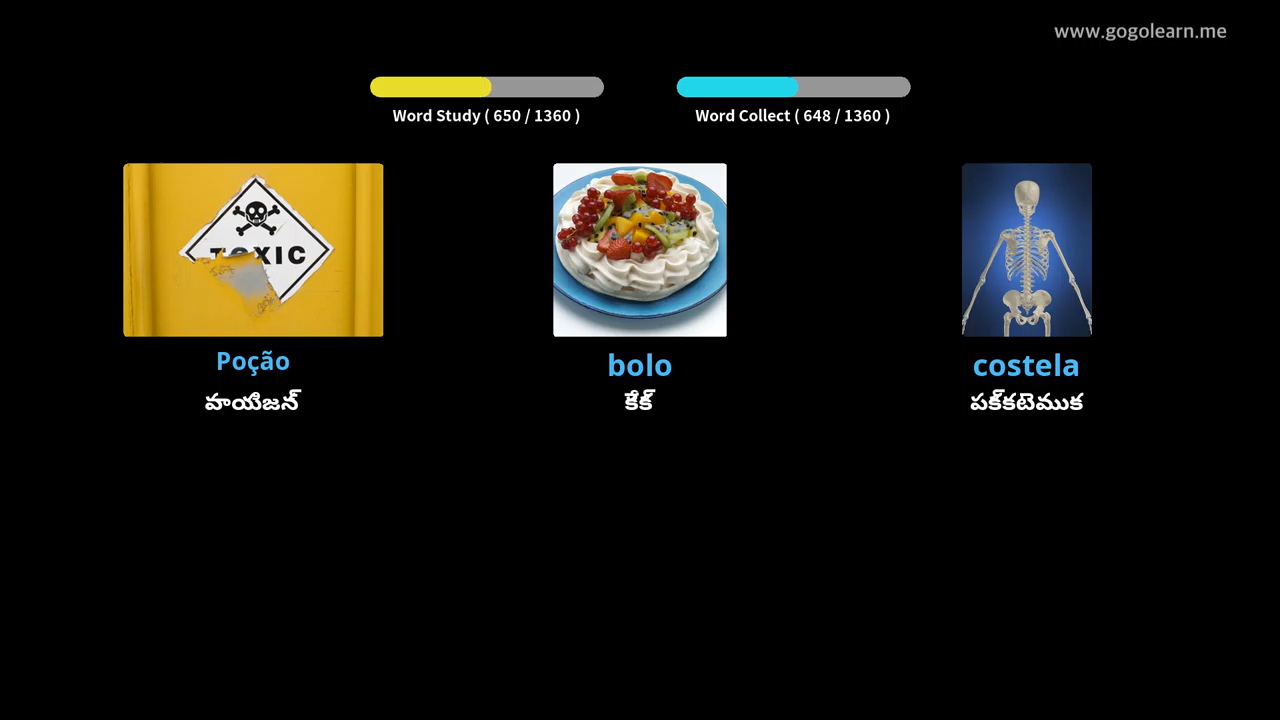 www.gogolearn.me
Word Study ( 650 / 1360 )
Word Collect ( 648 / 1360 )
TOXIC
Poção
bolo
costela
వాయిజన్
కేక్
పక్కటెముక